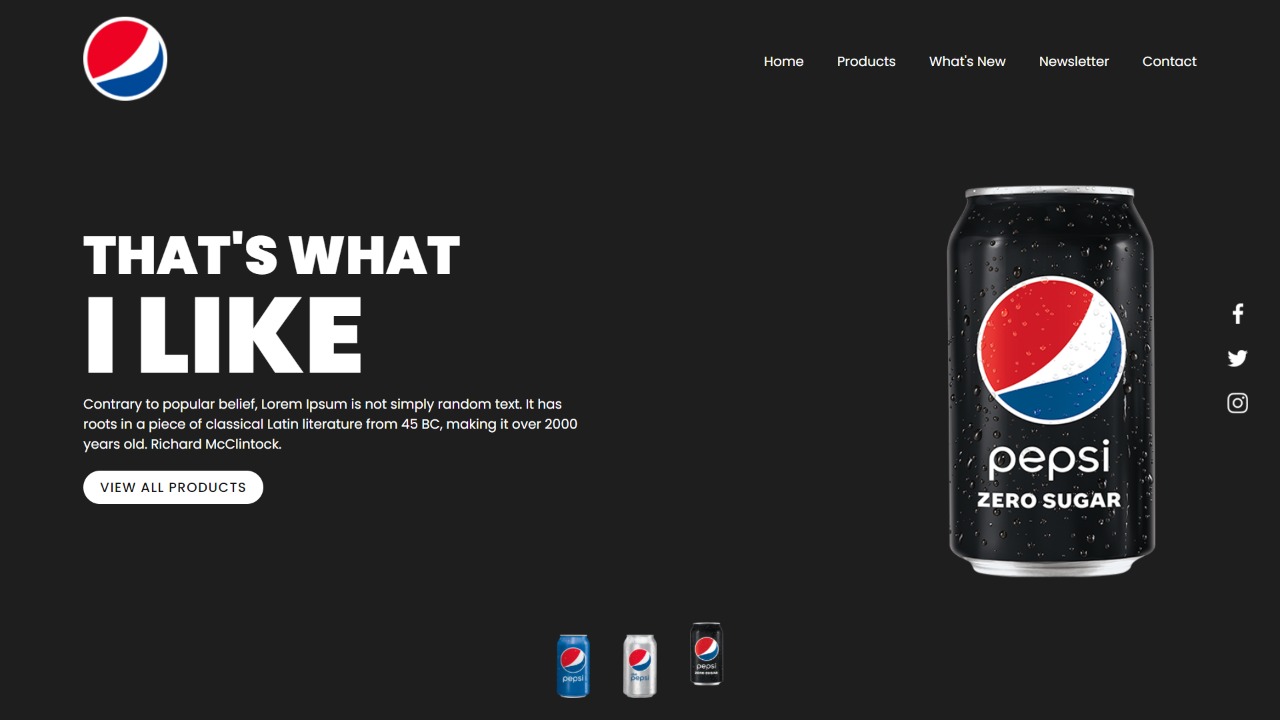 Home Products What's New Newsletter Contact
THAT'S WHAT
I LIKE
Contrary to popular belief, Lorem Ipsum is not simply random text. It has
roots in a piece of classical Latin literature from 45 BC, making it over 2000
years old. Richard McClintock.
VIEW ALL PRODUCTS
pepsi
ZERO SUGAR
pepsi
pepsi
pepsi
ZERO SUGAR